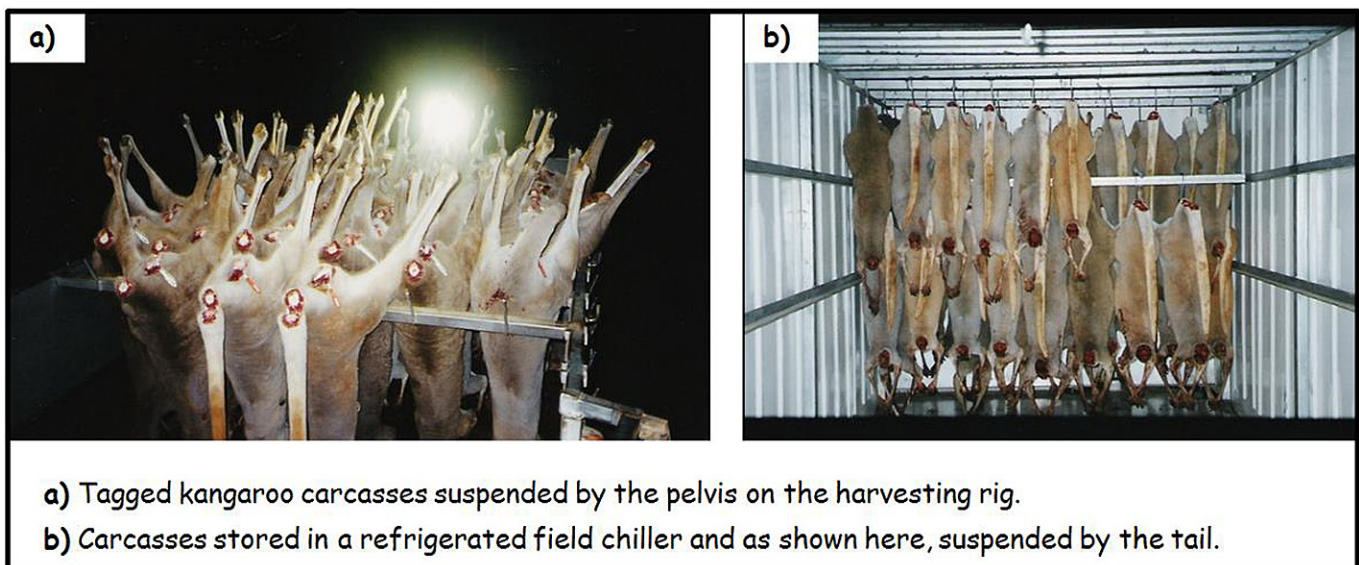 a)
b)
a) Tagged kangaroo carcasses suspended by the pelvis on the harvesting rig.
b) Carcasses stored in a refrigerated field chiller and as shown here, suspended by the tail.